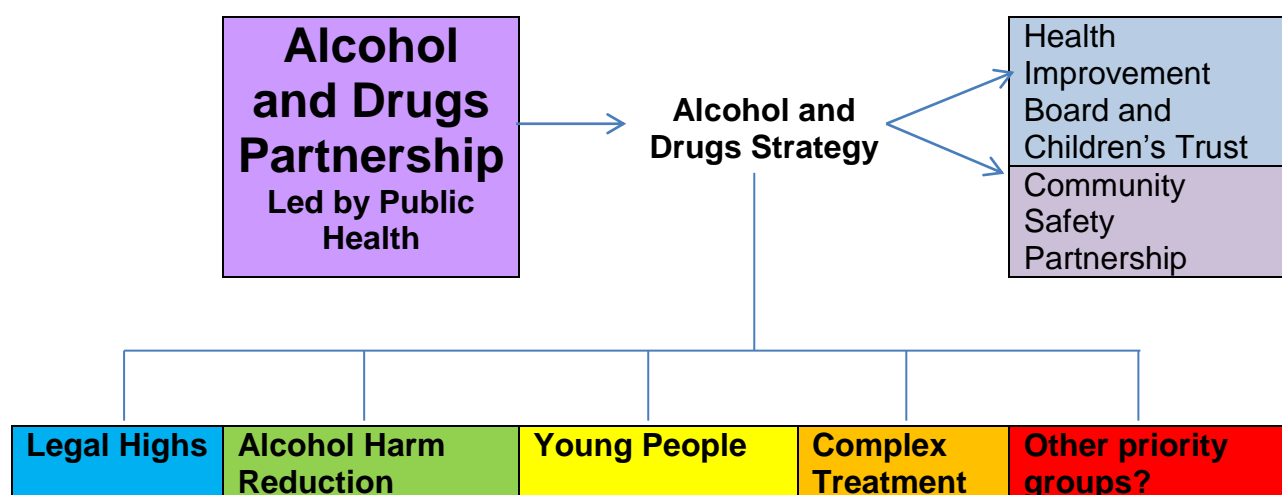 Alcohol
and Drugs
Partnership
Led by Public
Health
Alcohol and
Drugs Strategy
Health
Improvement
Board and
Children's Trust
Community
Safety
Partnership
Legal Highs
Alcohol Harm
Reduction
Young People
Complex
Treatment
Other priority
groups?